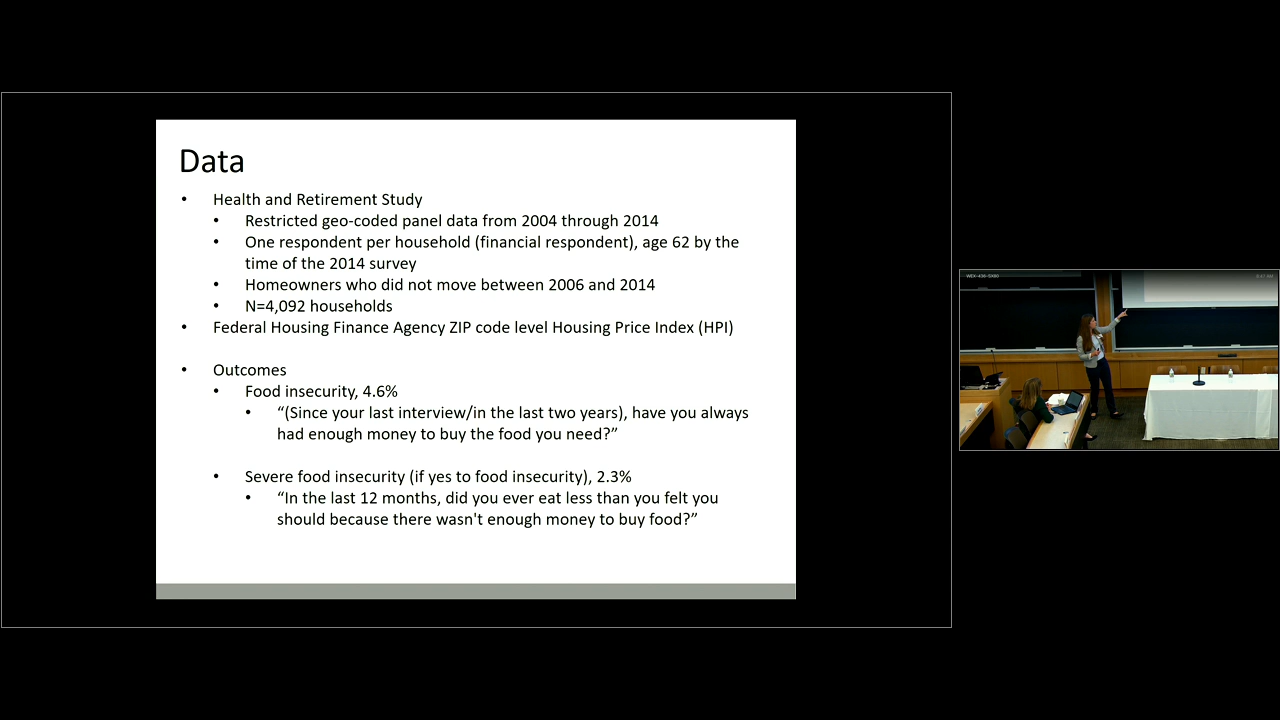 Data
• Health and Retirement Study
• Restricted geo-coded panel data from 2004 through 2014
• One respondent per household (financial respondent), age 62 by the
time of the 2014 survey
• Homeowners who did not move between 2006 and 2014
• N=4,092 households
• Federal Housing Finance Agency ZIP code level Housing Price Index (HPI)
• Outcomes
• Food insecurity, 4.6%
• “(Since your last interview/in the last two years), have you always
had enough money to buy the food you need?”
• Severe food insecurity (if yes to food insecurity), 2.3%
• “In the last 12 months, did you ever eat less than you felt you
should because there wasn't enough money to buy food?”